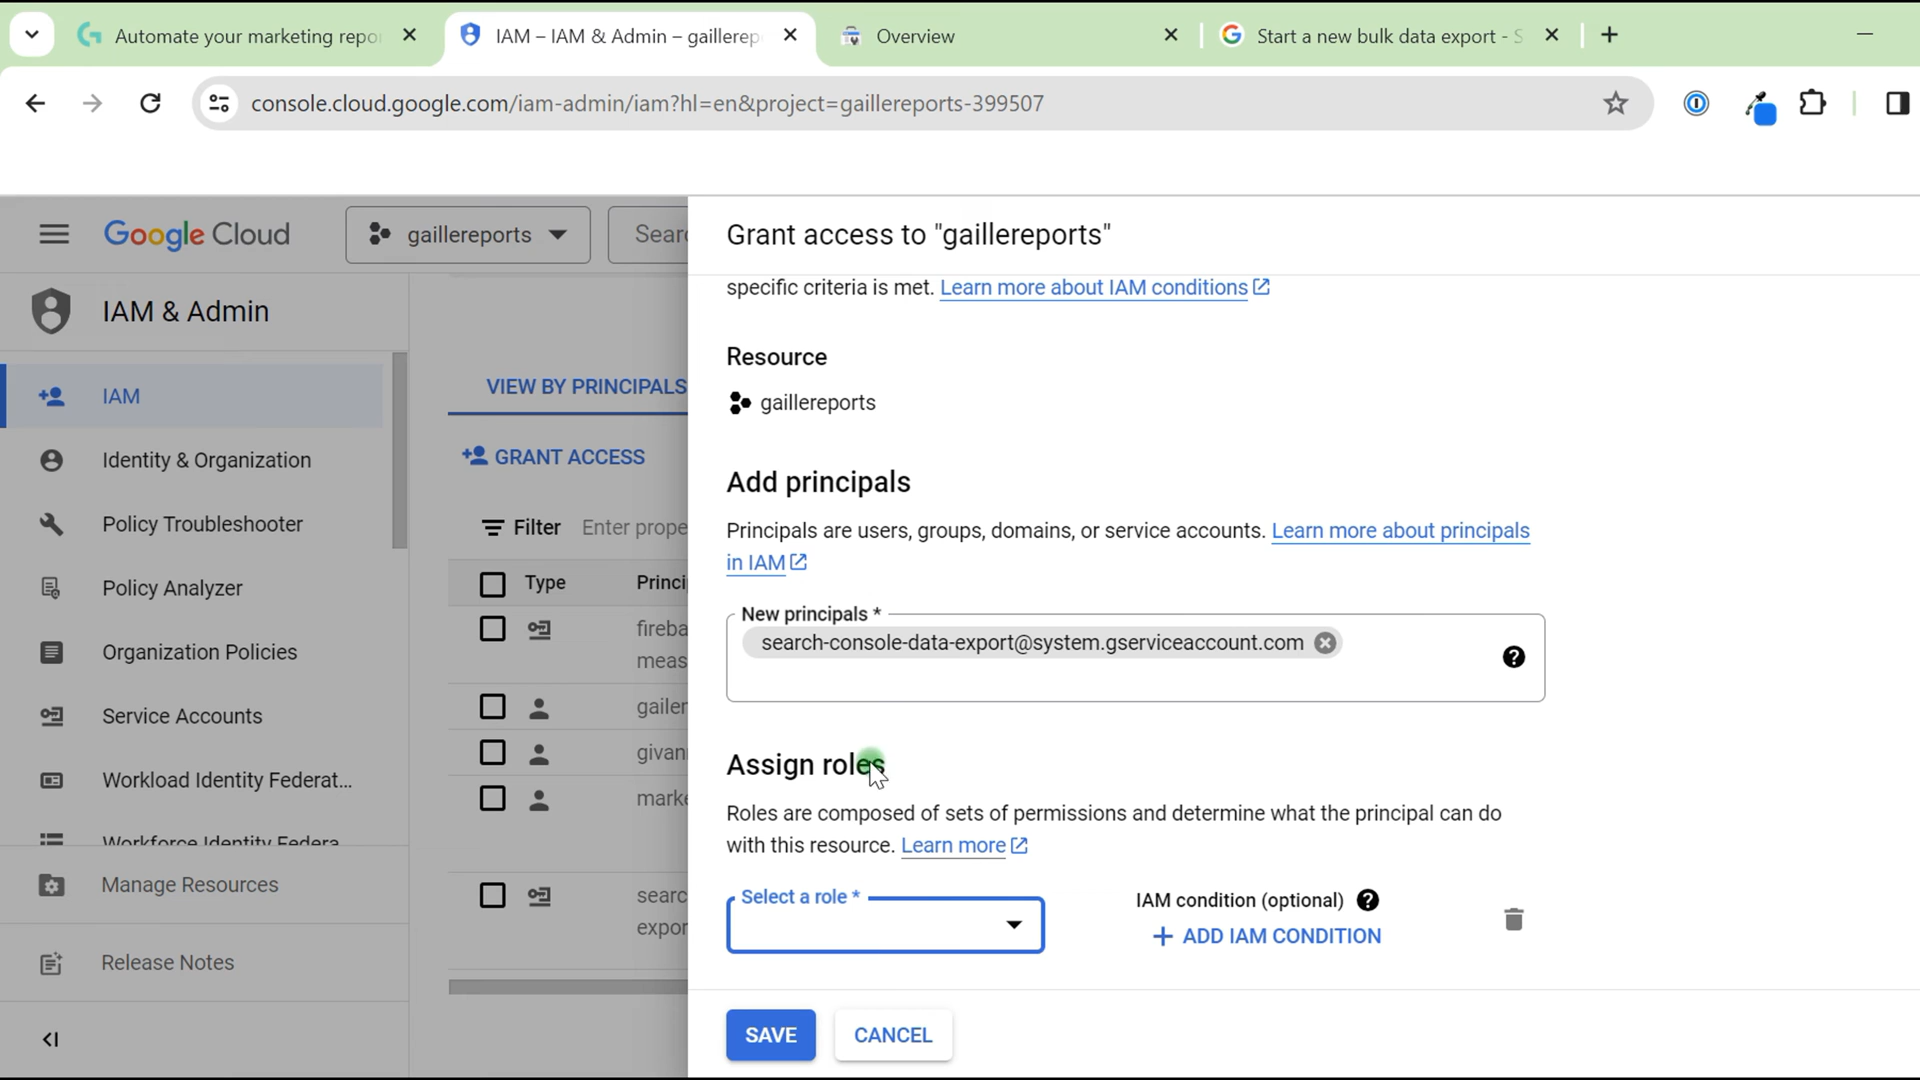 Automate your marketing repo
IAM – IAM & Admin – gaillerep
Overview
Start a new bulk data export - S
console.cloud.google.com/iam-admin/iam?hl=en&project=gaillereports-399507
Google Cloud
gaillereports
Sear
IAM & Admin
IAM
Identity & Organization
Policy Troubleshooter
Policy Analyzer
Organization Policies
Service Accounts
Workload Identity Federat...
Workforce Identity Federa
Manage Resources
Release Notes
VIEW BY PRINCIPALS
GRANT ACCESS
Filter Enter prope
Type Princi
fireba
meas
gailer
givan
marke
searc
expor
Grant access to "gaillereports"
specific criteria is met. Learn more about IAM conditions
Resource
gaillereports
Add principals
Principals are users, groups, domains, or service accounts. Learn more about principals
in IAM
New principals *
search-console-data-export@system.gserviceaccount.com
Assign roles
Roles are composed of sets of permissions and determine what the principal can do
with this resource. Learn more
Select a role *
IAM condition (optional)
+ ADD IAM CONDITION
SAVE
CANCEL